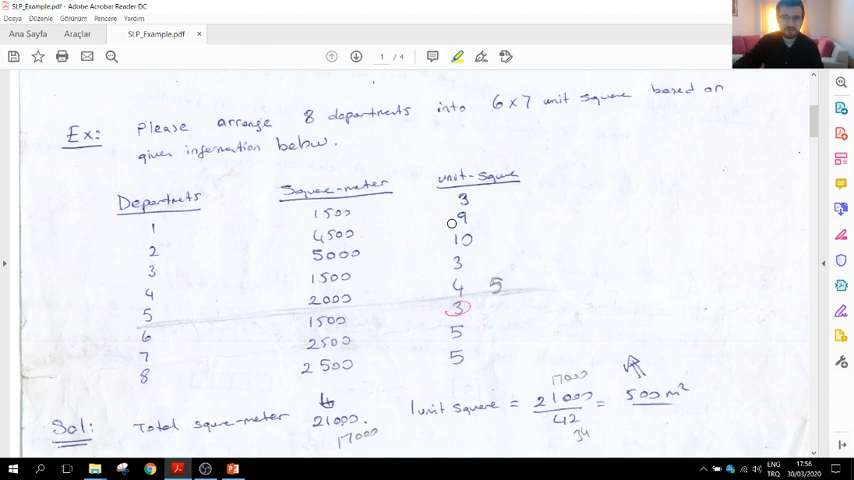 SLP_Example.pdf - Adobe Acrobat Reader DC
Dosya Düzenle Görünüm Pencere Yardım
Ana Sayfa Araçlar SLP_Example.pdf ×
1 / 4
Ex: Please arrange 8 departments into 6x7 unit square based on
given information below.
Departments Square-meter unit-square
1 1500 3
2 4500 9
3 5000 10
4 1500 3
5 2000 4 5
6 1500 3
7 2500 5
8 2500 5
17000
Sol: Total square-meter 21000. 1 unit square = 21000 / 42 = 500 m²
17000 34
ENG 17:56
TRQ 30/03/2020